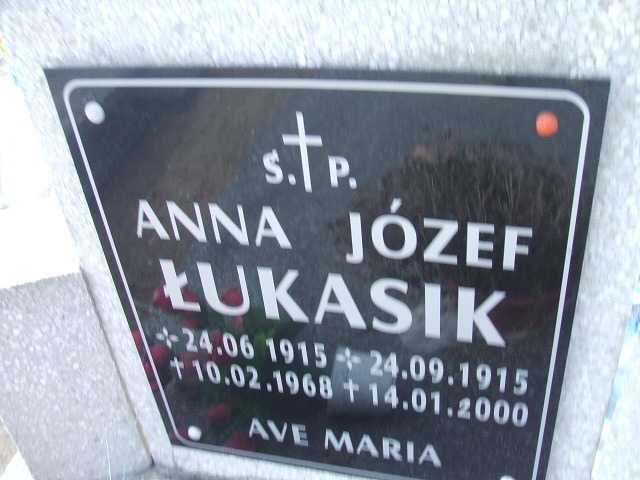 Ś. † P.
ANNA JÓZEF
ŁUKASIK
✢ 24.06 1915 ✢ 24.09.1915
† 10.02.1968 † 14.01.2000
AVE MARIA